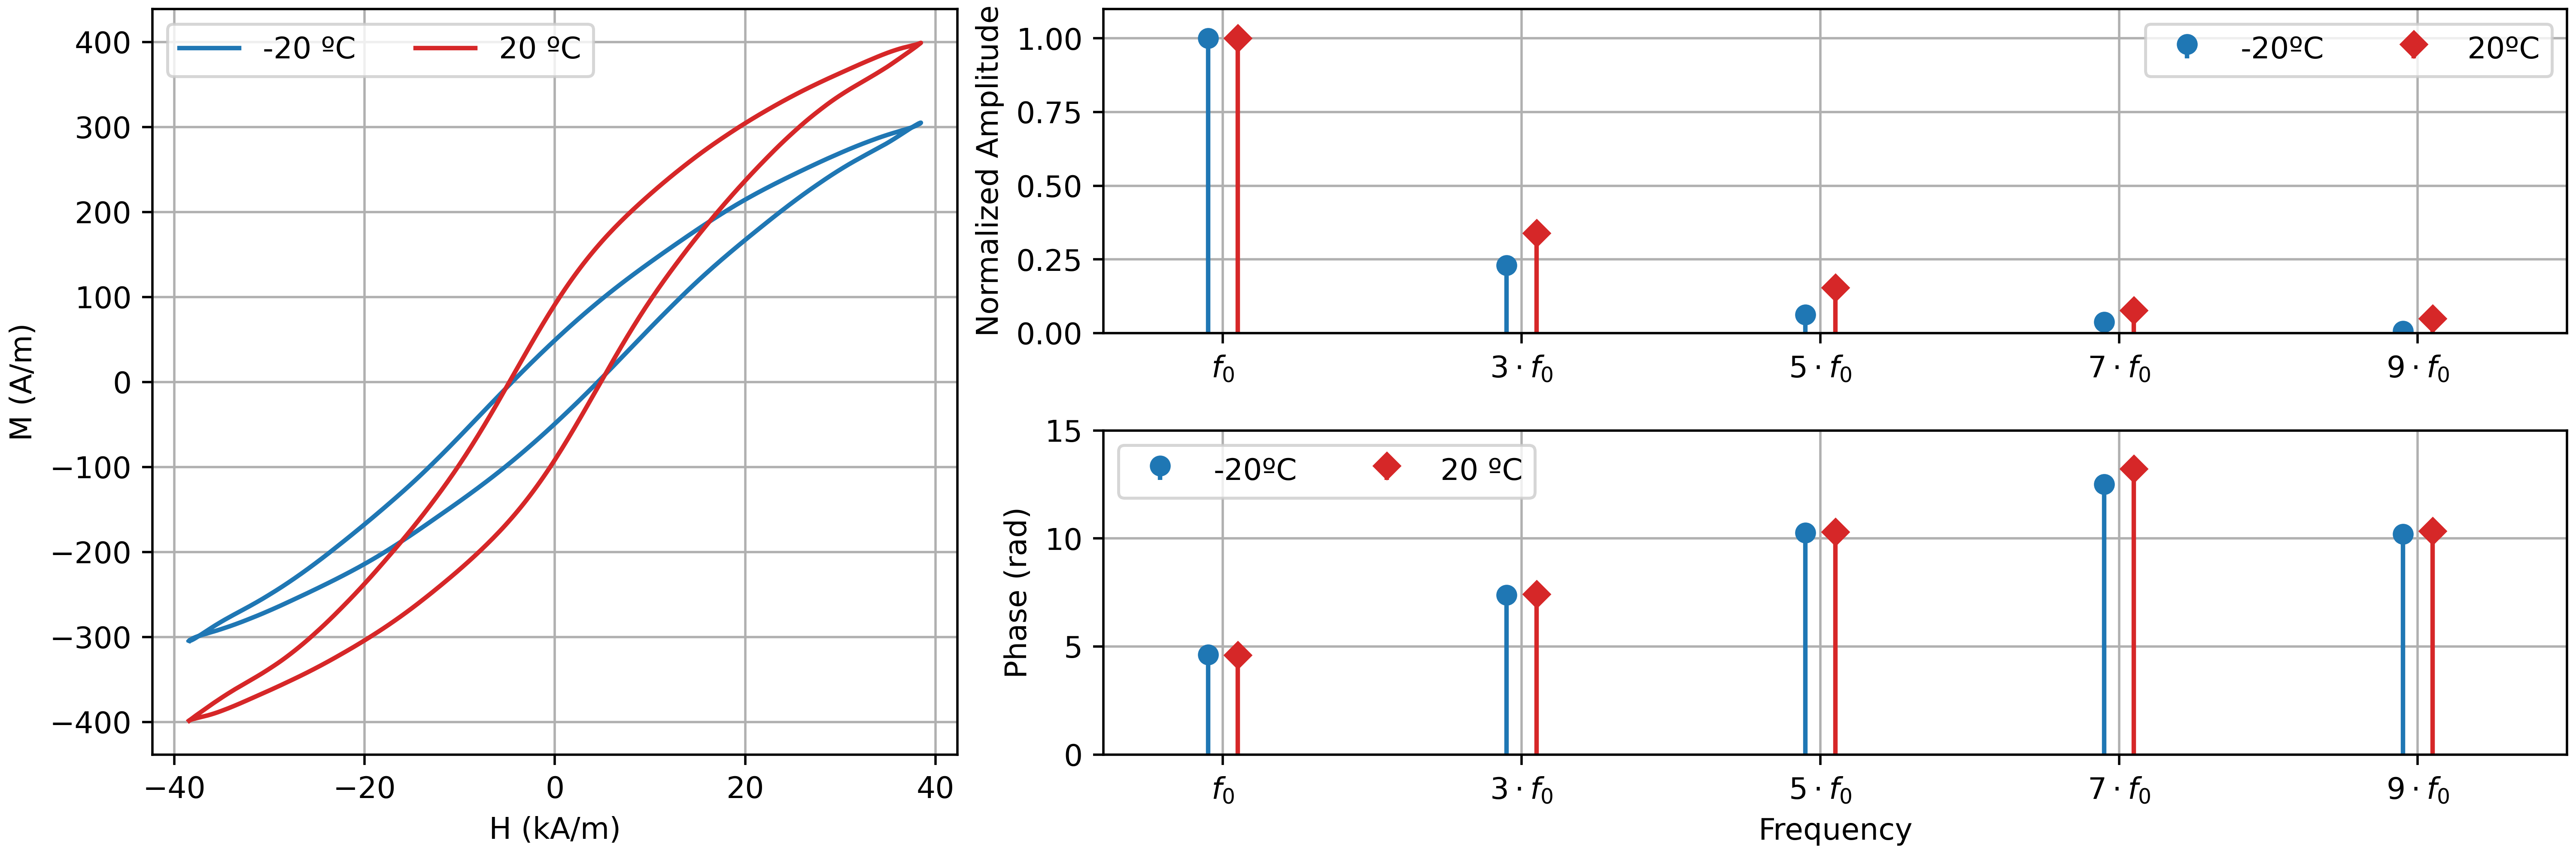 M (A/m)
400
300
200
100
0
−100
−200
−300
−400
-20 ºC 20 ºC
−40 −20 0 20 40
H (kA/m)
Normalized Amplitude
1.00
0.75
0.50
0.25
0.00
-20ºC 20ºC
f0 3 · f0 5 · f0 7 · f0 9 · f0
Phase (rad)
15
10
5
0
-20ºC 20 ºC
f0 3 · f0 5 · f0 7 · f0 9 · f0
Frequency